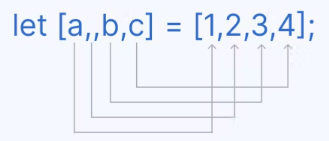 let [a,,b,c] = [1,2,3,4];